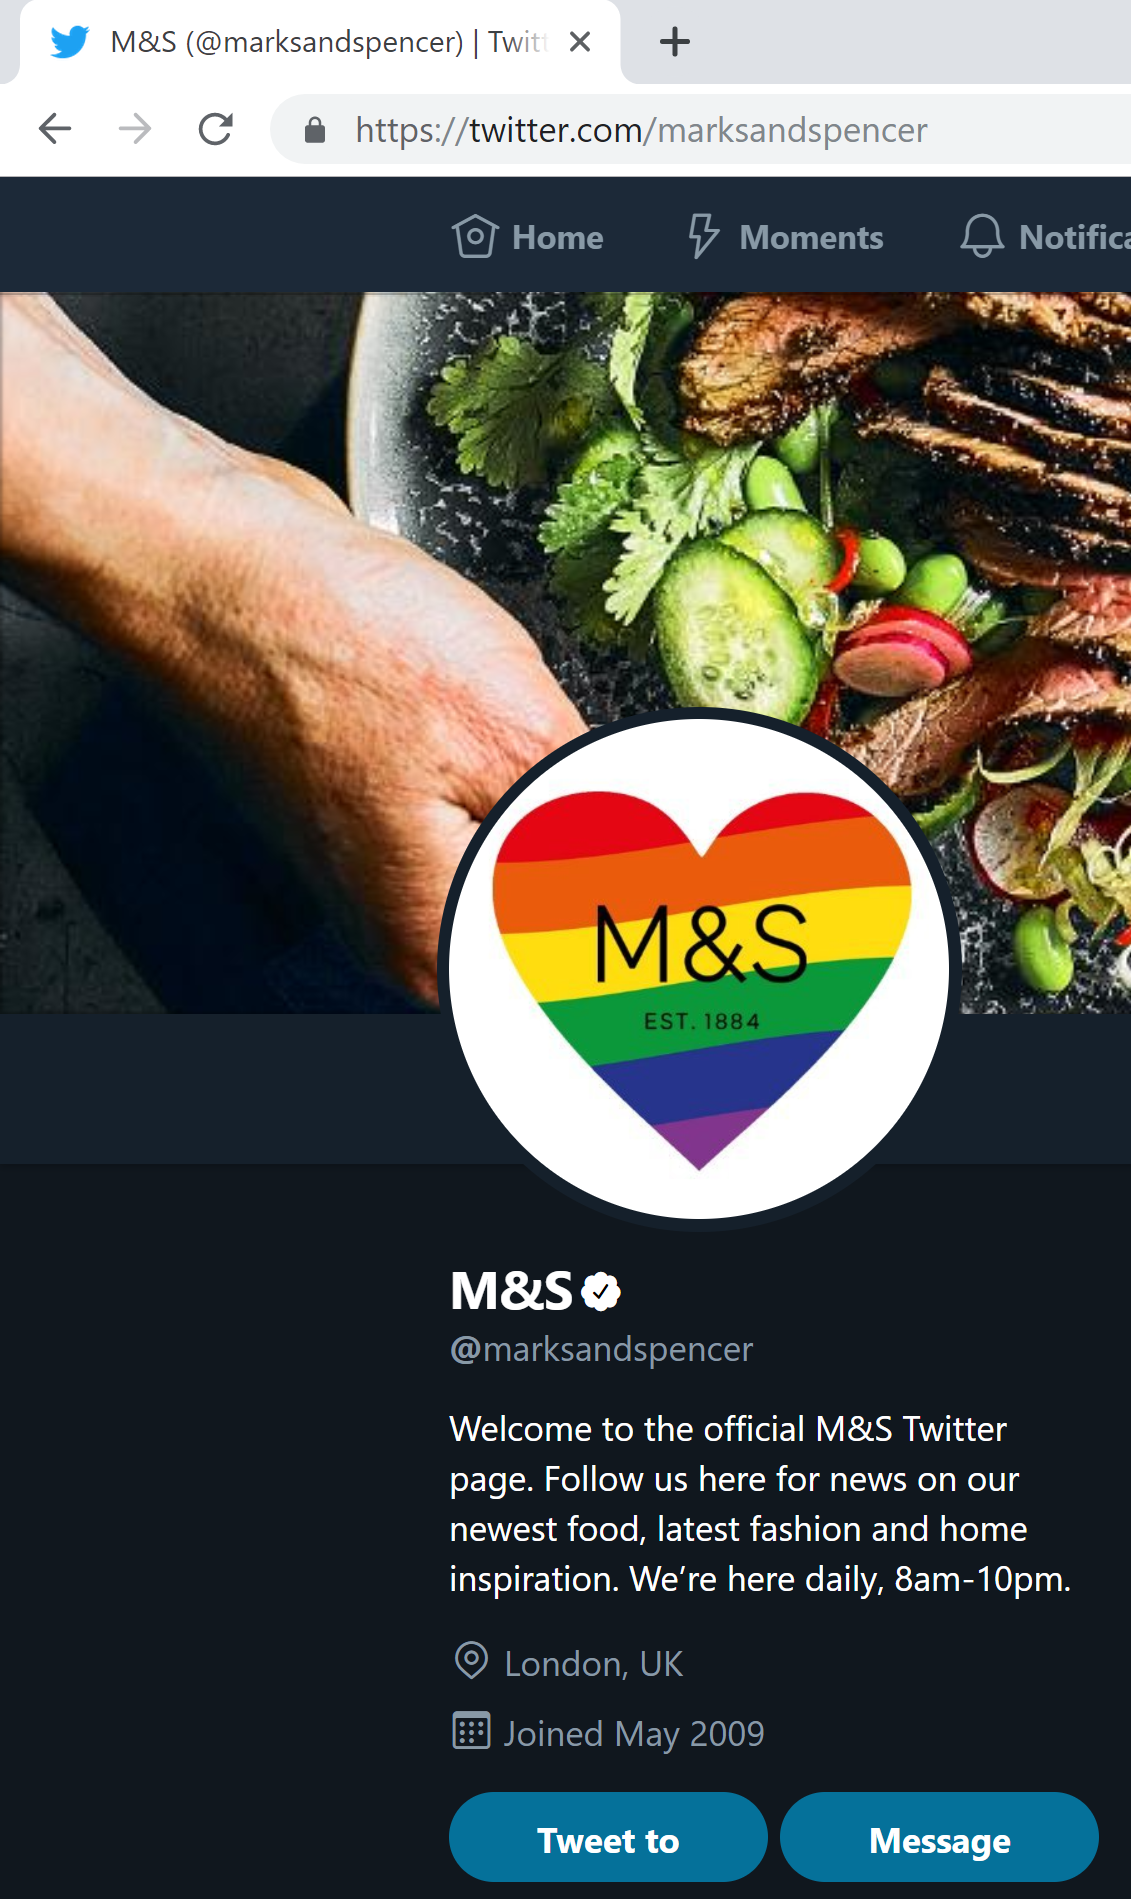 M&S (@marksandspencer) | Twitt
https://twitter.com/marksandspencer
Home Moments Notifica
M&S
EST. 1884
M&S
@marksandspencer
Welcome to the official M&S Twitter
page. Follow us here for news on our
newest food, latest fashion and home
inspiration. We’re here daily, 8am-10pm.
London, UK
Joined May 2009
Tweet to Message